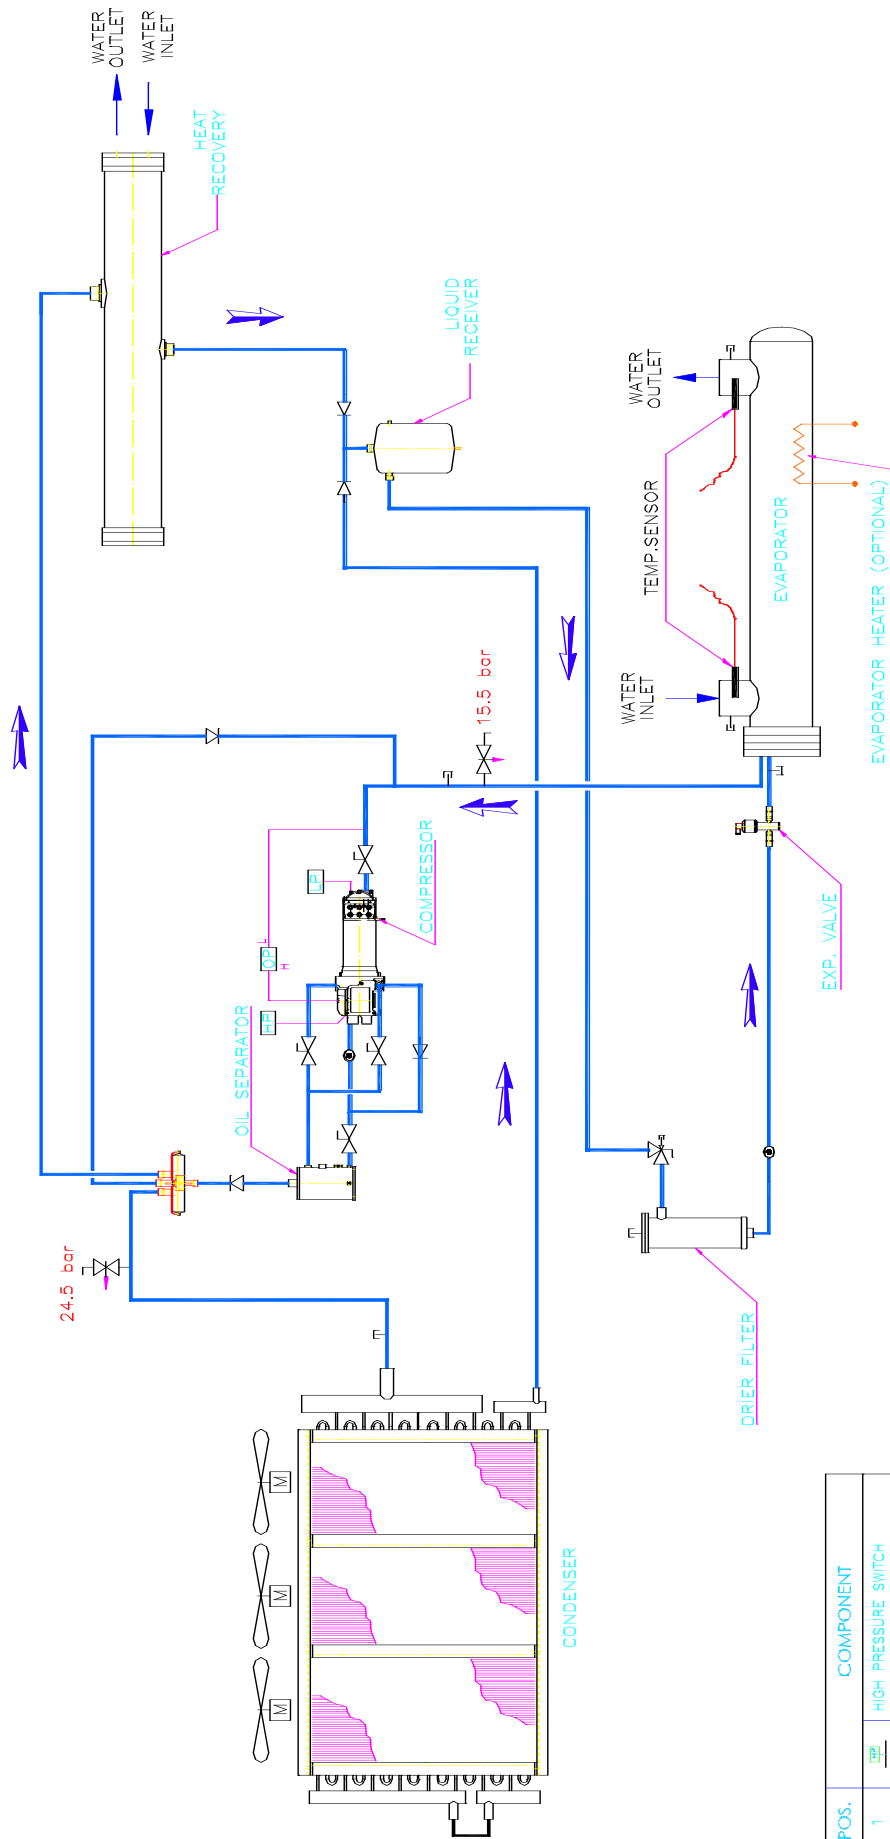 WATER
OUTLET
WATER
INLET
HEAT
RECOVERY
LIQUID
RECEIVER
WATER
OUTLET
TEMP.SENSOR
EVAPORATOR
EVAPORATOR HEATER (OPTIONAL)
WATER
INLET
15.5 bar
LP
COMPRESSOR
L
OP
H
HP
OIL SEPARATOR
EXP. VALVE
24.5 bar
DRIER FILTER
M
M
M
CONDENSER
POS.
COMPONENT
1
HP
HIGH PRESSURE SWITCH